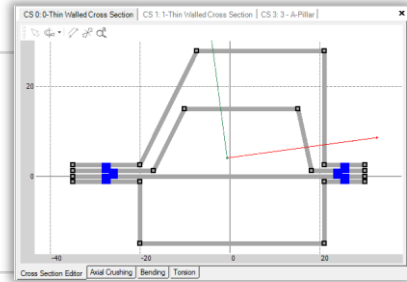 CS 0: 0-Thin Walled Cross Section CS 1: 1-Thin Walled Cross Section CS 3: 3 - A-Pillar
20
0
-40 -20 0 20
Cross Section Editor Axial Crushing Bending Torsion